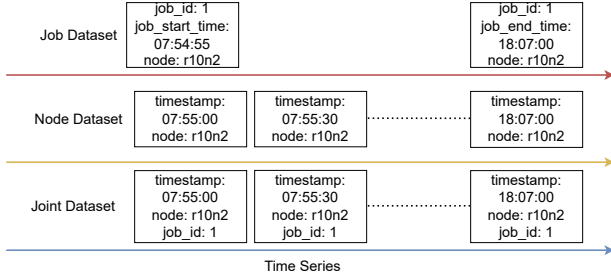 Job Dataset
job_id: 1
job_start_time:
07:54:55
node: r10n2
job_id: 1
job_end_time:
18:07:00
node: r10n2
Node Dataset
timestamp:
07:55:00
node: r10n2
timestamp:
07:55:30
node: r10n2
timestamp:
18:07:00
node: r10n2
Joint Dataset
timestamp:
07:55:00
node: r10n2
job_id: 1
timestamp:
07:55:30
node: r10n2
job_id: 1
timestamp:
18:07:00
node: r10n2
job_id: 1
Time Series